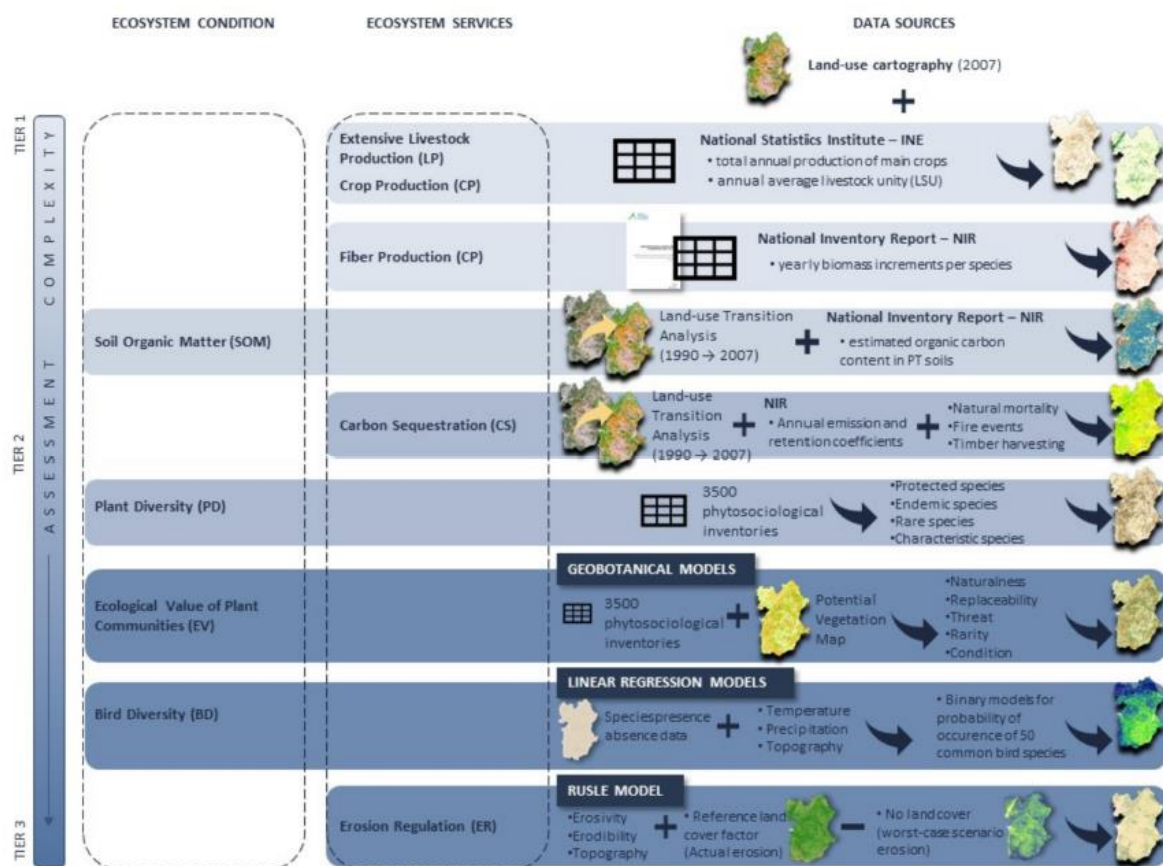 ECOSYSTEM CONDITION
ECOSYSTEM SERVICES
DATA SOURCES
Land-use cartography (2007)
TIER 1
TIER 2
TIER 3
ASSESSMENT COMPLEXITY
Extensive Livestock
Production (LP)
Crop Production (CP)
National Statistics Institute – INE
• total annual production of main crops
• annual average livestock unity (LSU)
Fiber Production (CP)
National Inventory Report – NIR
• yearly biomass increments per species
Soil Organic Matter (SOM)
Land-use Transition
Analysis
(1990 → 2007)
National Inventory Report – NIR
• estimated organic carbon
content in PT soils
Carbon Sequestration (CS)
Land-use
Transition
Analysis
(1990 → 2007)
NIR
• Annual emission and
retention coefficients
•Natural mortality
•Fire events
•Timber harvesting
Plant Diversity (PD)
3500
phytosociological
inventories
•Protected species
•Endemic species
•Rare species
•Characteristic species
GEOBOTANICAL MODELS
Ecological Value of Plant
Communities (EV)
3500
phytosociological
inventories
Potential
Vegetation
Map
•Naturalness
•Replaceability
•Threat
•Rarity
•Condition
LINEAR REGRESSION MODELS
Bird Diversity (BD)
Speciespresence
absence data
• Temperature
• Precipitation
• Topography
• Binary models for
probability of
occurence of 50
common bird species
RUSLE MODEL
Erosion Regulation (ER)
•Erosivity
•Erodibility
•Topography
• Reference land
cover factor
(Actual erosion)
• No land cover
(worst-case scenario
erosion)